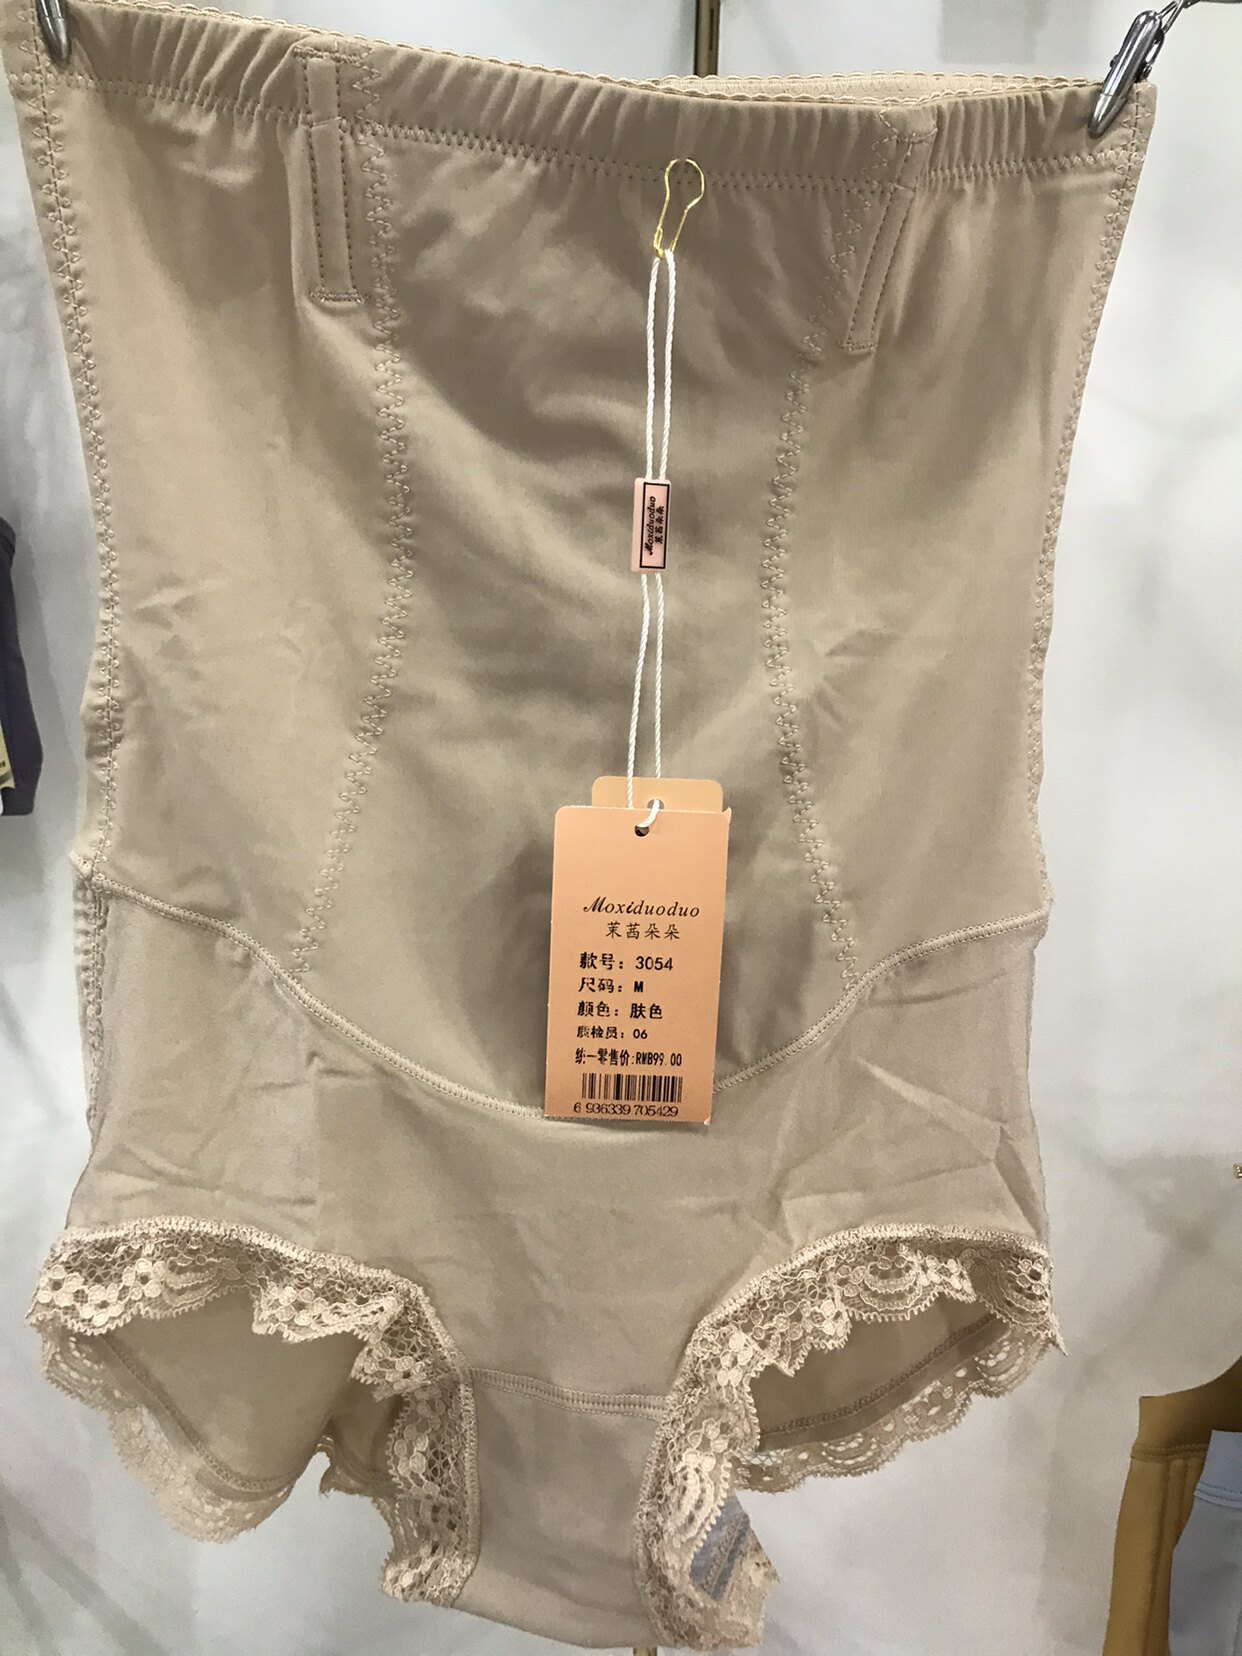 Moxiduoduo
茉茜朵朵
Moxiduoduo
茉茜朵朵
款号：3054
尺码：M
颜色：肤色
质检员：06
统一零售价:RMB99.00
6 936339 705429